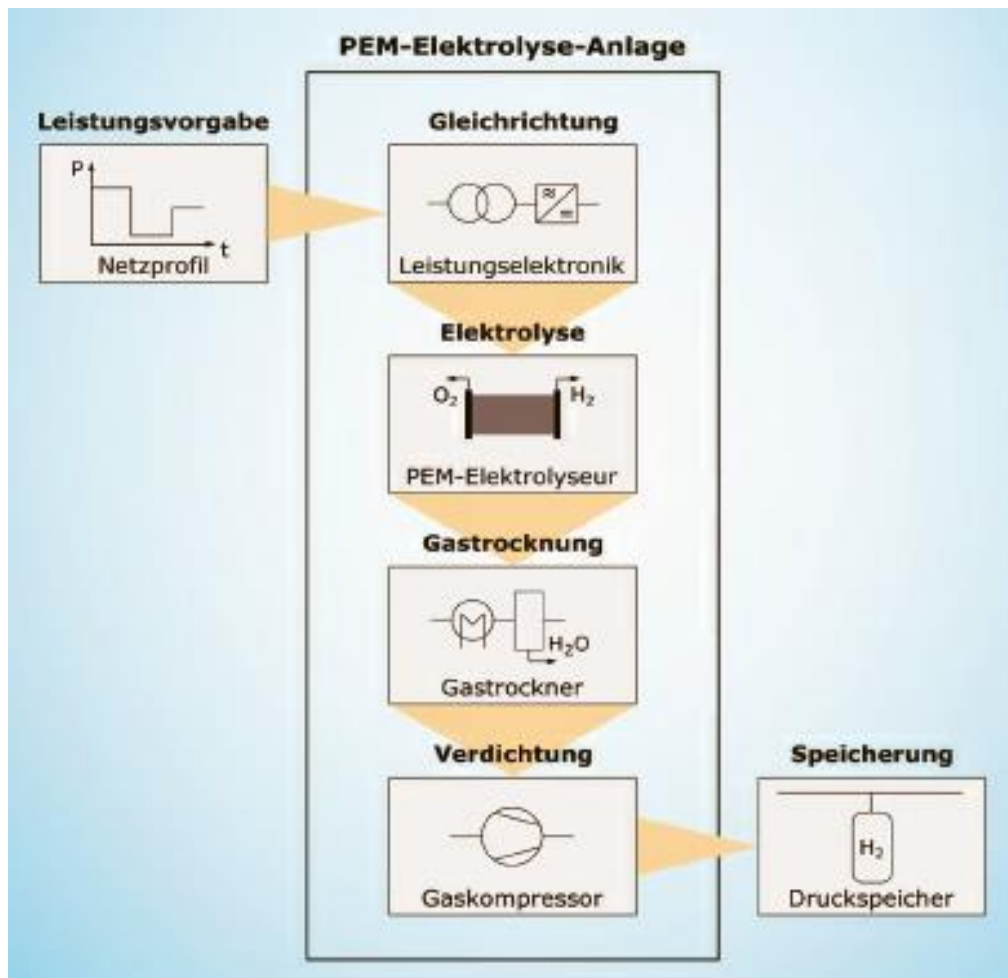 PEM-Elektrolyse-Anlage
Leistungsvorgabe
P
t
Netzprofil
Gleichrichtung
≈
=
Leistungselektronik
Elektrolyse
O₂
H₂
PEM-Elektrolyseur
Gastrocknung
H₂O
Gastrockner
Verdichtung
Gaskompressor
Speicherung
H₂
Druckspeicher